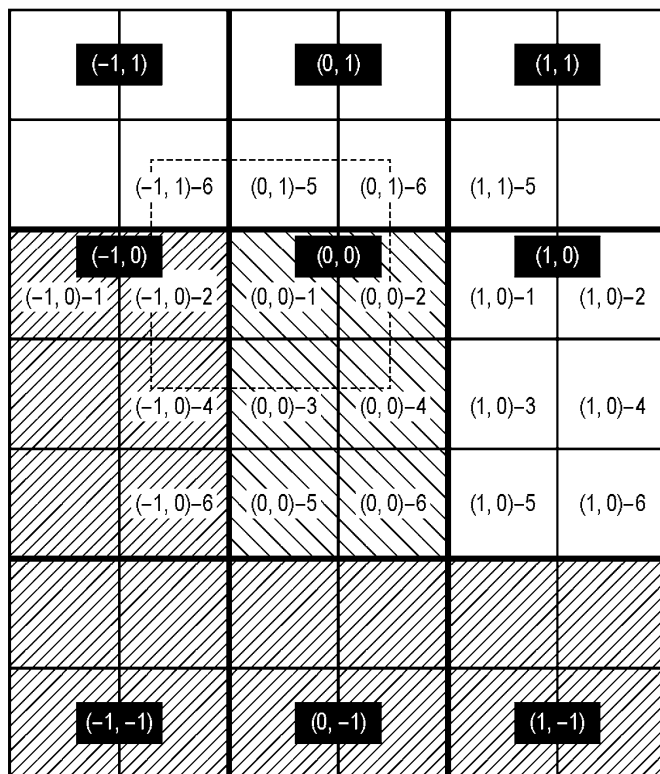 (–1, 1) (0, 1) (1, 1)
(–1, 1)–6 (0, 1)–5 (0, 1)–6 (1, 1)–5
(–1, 0) (0, 0) (1, 0)
(–1, 0)–1 (–1, 0)–2 (0, 0)–1 (0, 0)–2 (1, 0)–1 (1, 0)–2
(–1, 0)–4 (0, 0)–3 (0, 0)–4 (1, 0)–3 (1, 0)–4
(–1, 0)–6 (0, 0)–5 (0, 0)–6 (1, 0)–5 (1, 0)–6
(–1, –1) (0, –1) (1, –1)